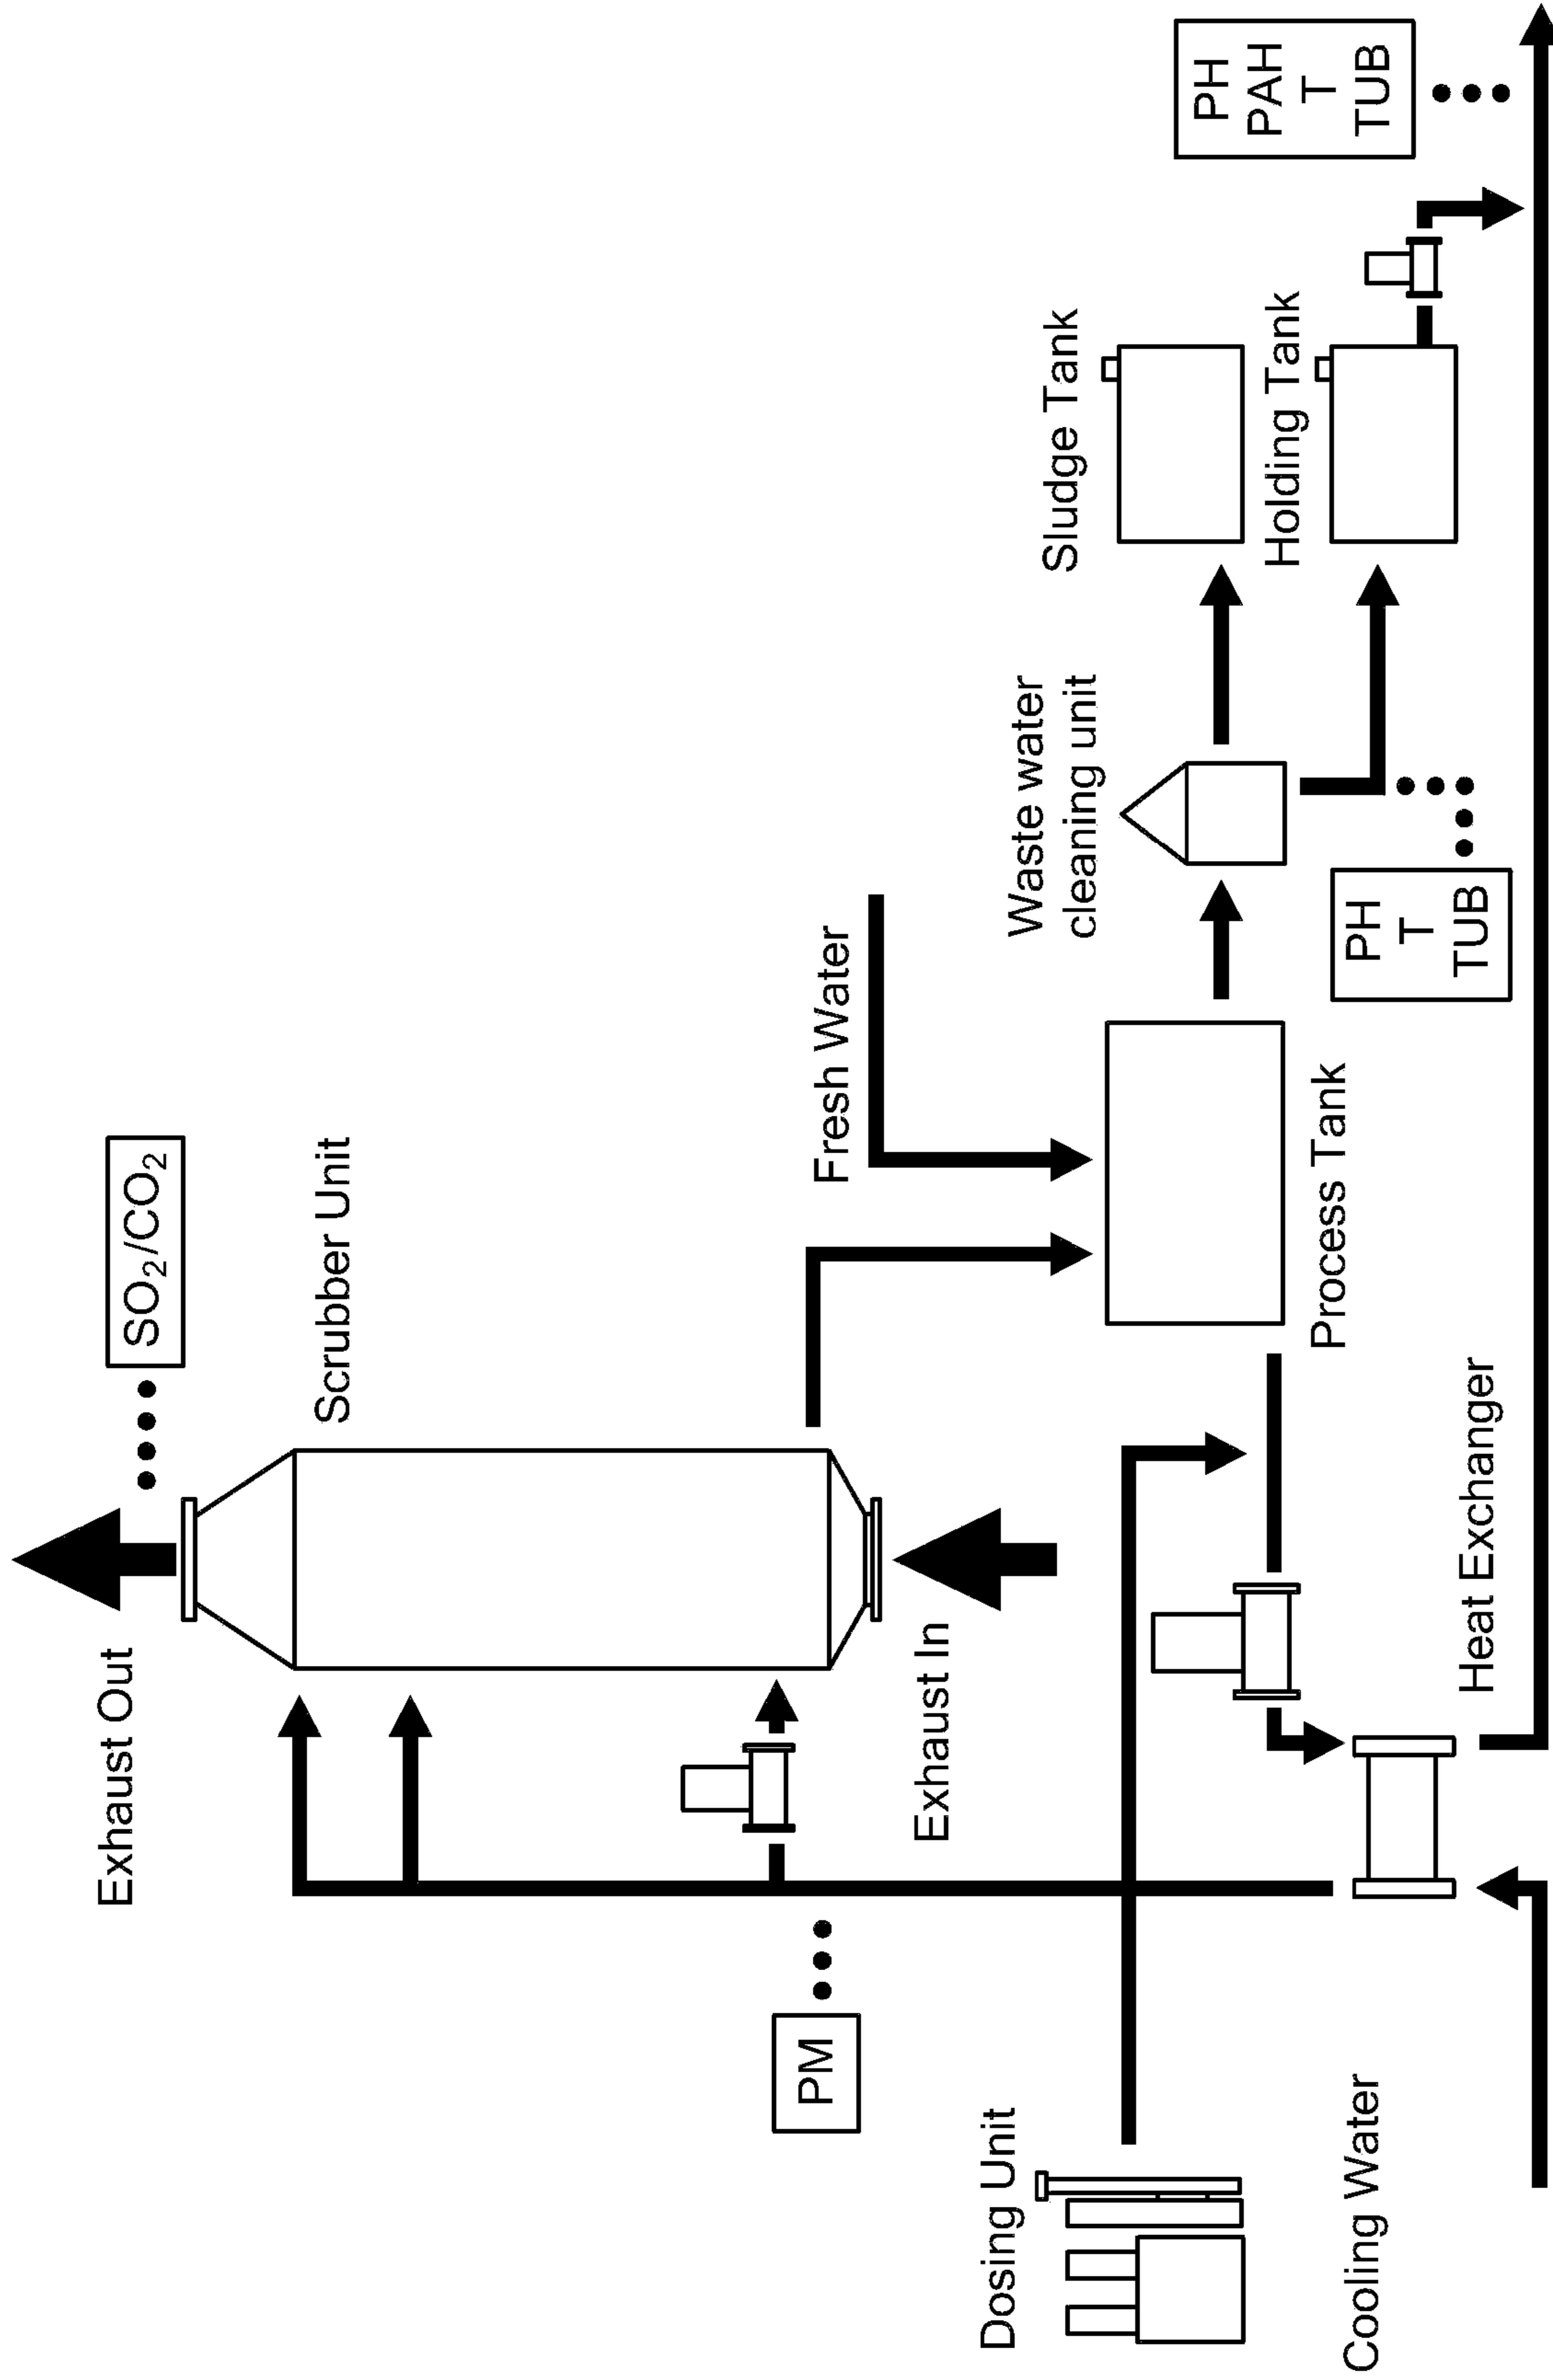 Exhaust Out
SO₂/CO₂
Scrubber Unit
PM
Exhaust In
Fresh Water
Dosing Unit
Waste water
cleaning unit
Sludge Tank
Holding Tank
PH
PAH
T
TUB
Process Tank
PH
T
TUB
Cooling Water
Heat Exchanger